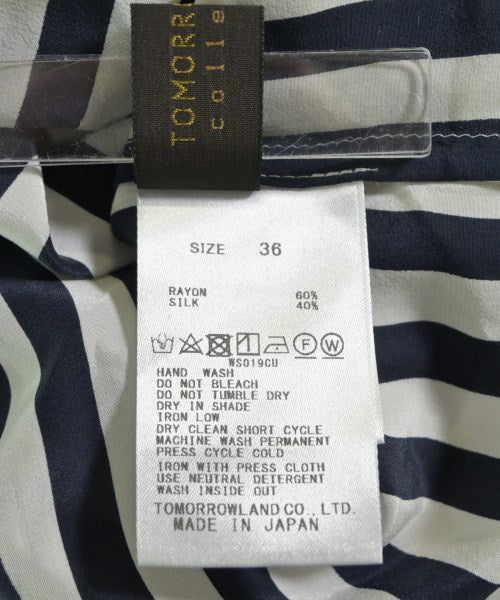 TOMORR
colle
SIZE 36
RAYON 60%
SILK 40%
F W
WS019CU
HAND WASH
DO NOT BLEACH
DO NOT TUMBLE DRY
DRY IN SHADE
IRON LOW
DRY CLEAN SHORT CYCLE
MACHINE WASH PERMANENT
PRESS CYCLE COLD
IRON WITH PRESS CLOTH
USE NEUTRAL DETERGENT
WASH INSIDE OUT
TOMORROWLAND CO., LTD.
MADE IN JAPAN